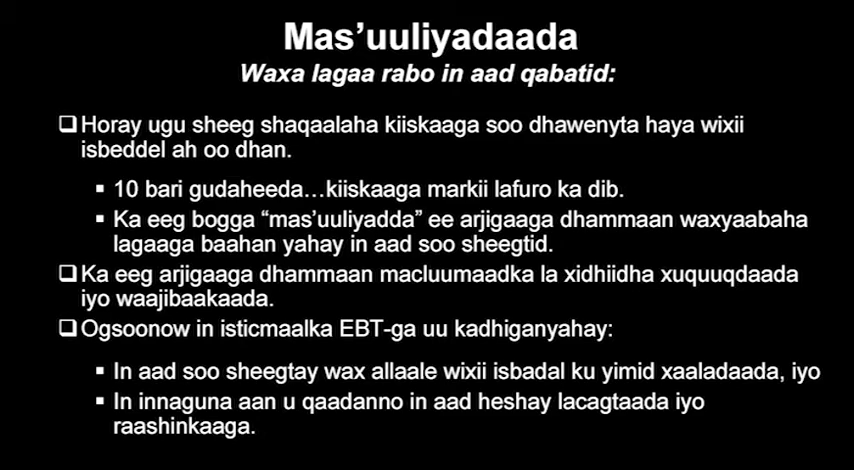 Mas'uuliyadaada
Waxa lagaa rabo in aad qabatid:
❑Horay ugu sheeg shaqaalaha kiiskaaga soo dhawenyta haya wixii
isbeddel ah oo dhan.
▪ 10 bari gudaheeda…kiiskaaga markii lafuro ka dib.
▪ Ka eeg bogga “mas'uuliyadda” ee arjigaaga dhammaan waxyaabaha
lagaaga baahan yahay in aad soo sheegtid.
❑Ka eeg arjigaaga dhammaan macluumaadka la xidhiidha xuquuqdaada
iyo waajibaakaada.
❑Ogsoonow in isticmaalka EBT-ga uu kadhiganyahay:
▪ In aad soo sheegtay wax allaale wixii isbadal ku yimid xaaladaada, iyo
▪ In innaguna aan u qaadanno in aad heshay lacagtaada iyo
raashinkaaga.